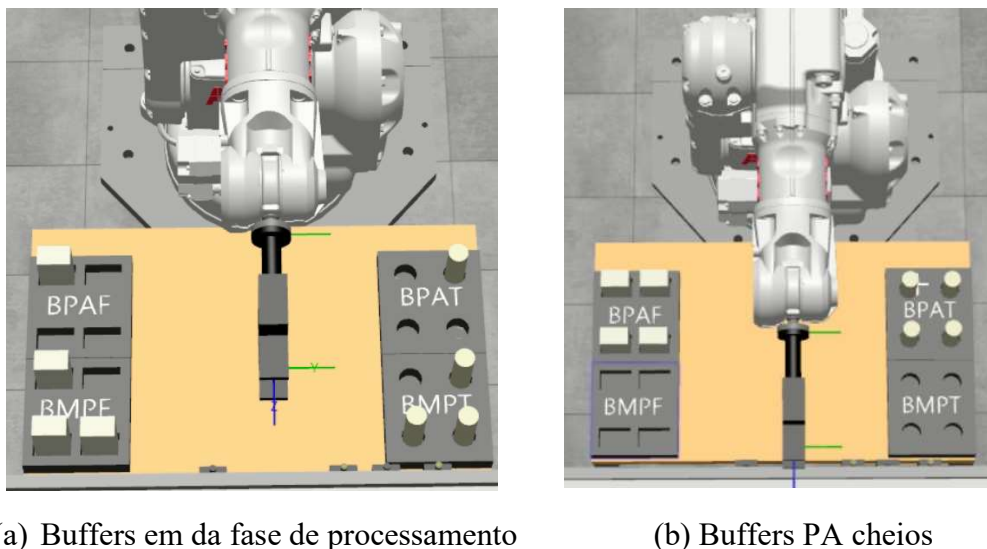 BPAF
BPAT
BMPF
BMPT
BPAF
BPAT
BMPF
BMPT
(a) Buffers em da fase de processamento
(b) Buffers PA cheios